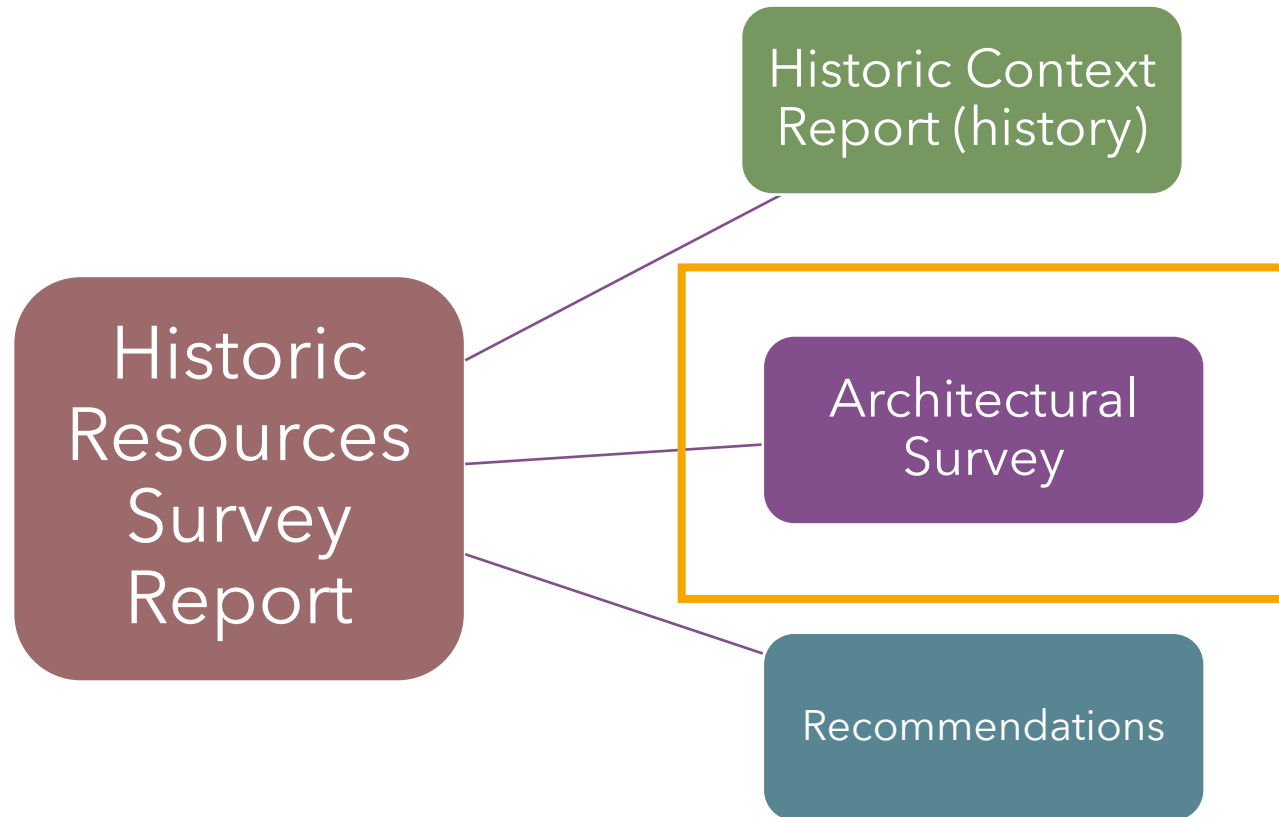 Historic Context
Report (history)
Historic
Resources
Survey
Report
Architectural
Survey
Recommendations